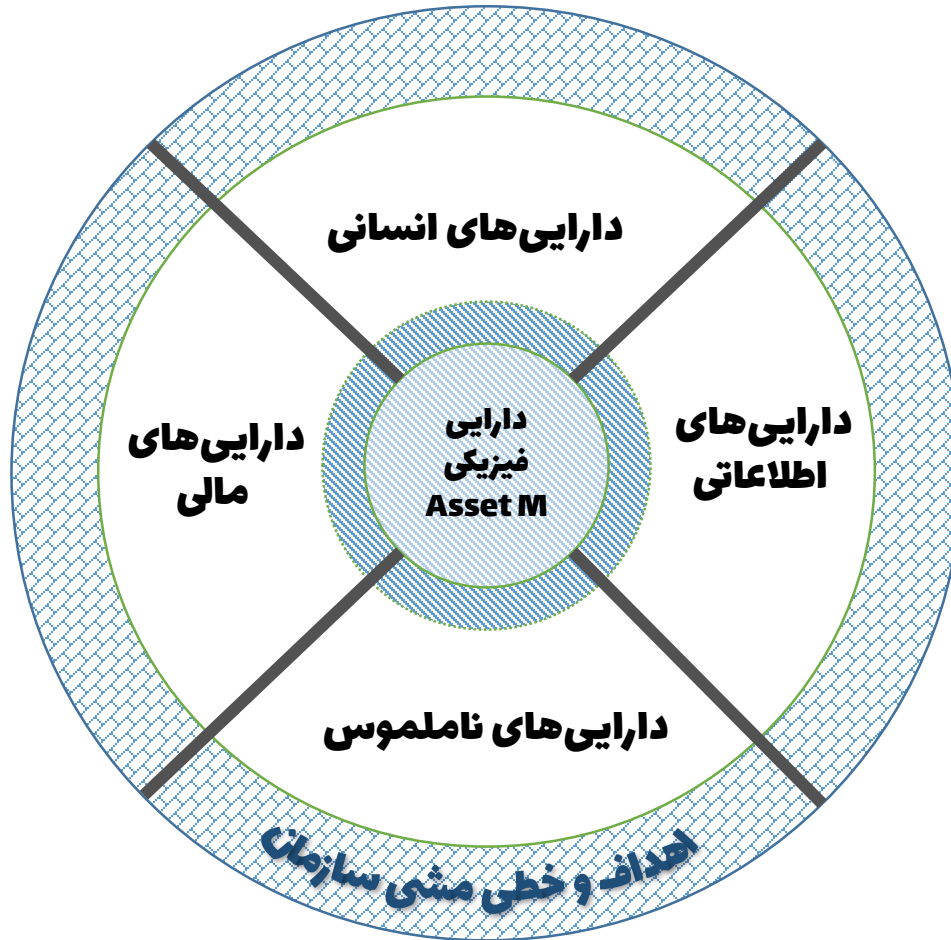 دارایی‌های انسانی
دارایی‌های
اطلاعاتی
دارایی
فیزیکی
Asset M
دارایی‌های
مالی
دارایی‌های ناملموس
اهداف و خطی مشی سازمان